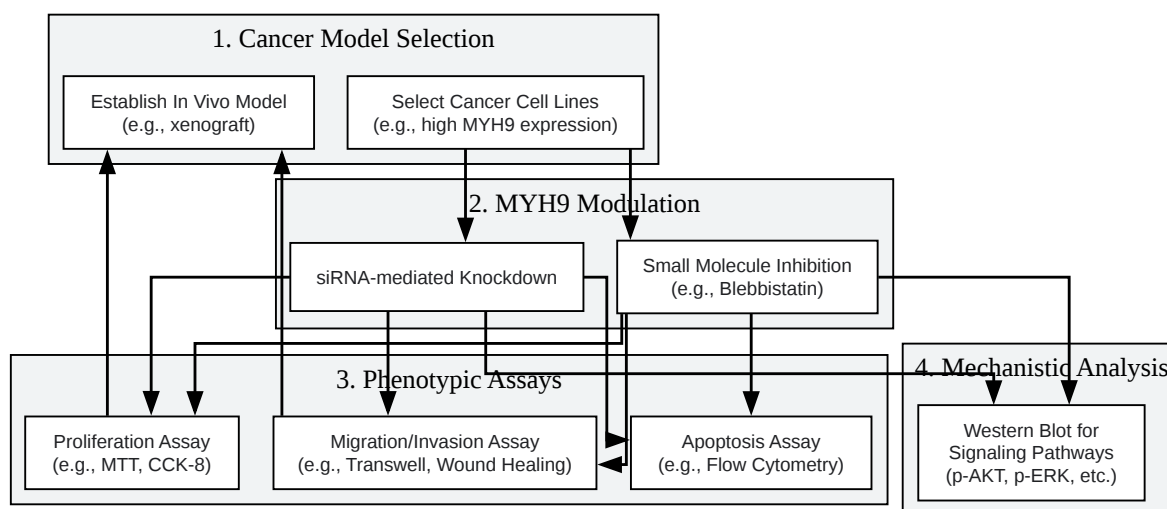 1. Cancer Model Selection
Establish In Vivo Model
(e.g., xenograft)
Select Cancer Cell Lines
(e.g., high MYH9 expression)
2. MYH9 Modulation
siRNA-mediated Knockdown
Small Molecule Inhibition
(e.g., Blebbistatin)
3. Phenotypic Assays
Proliferation Assay
(e.g., MTT, CCK-8)
Migration/Invasion Assay
(e.g., Transwell, Wound Healing)
Apoptosis Assay
(e.g., Flow Cytometry)
4. Mechanistic Analysis
Western Blot for
Signaling Pathways
(p-AKT, p-ERK, etc.)